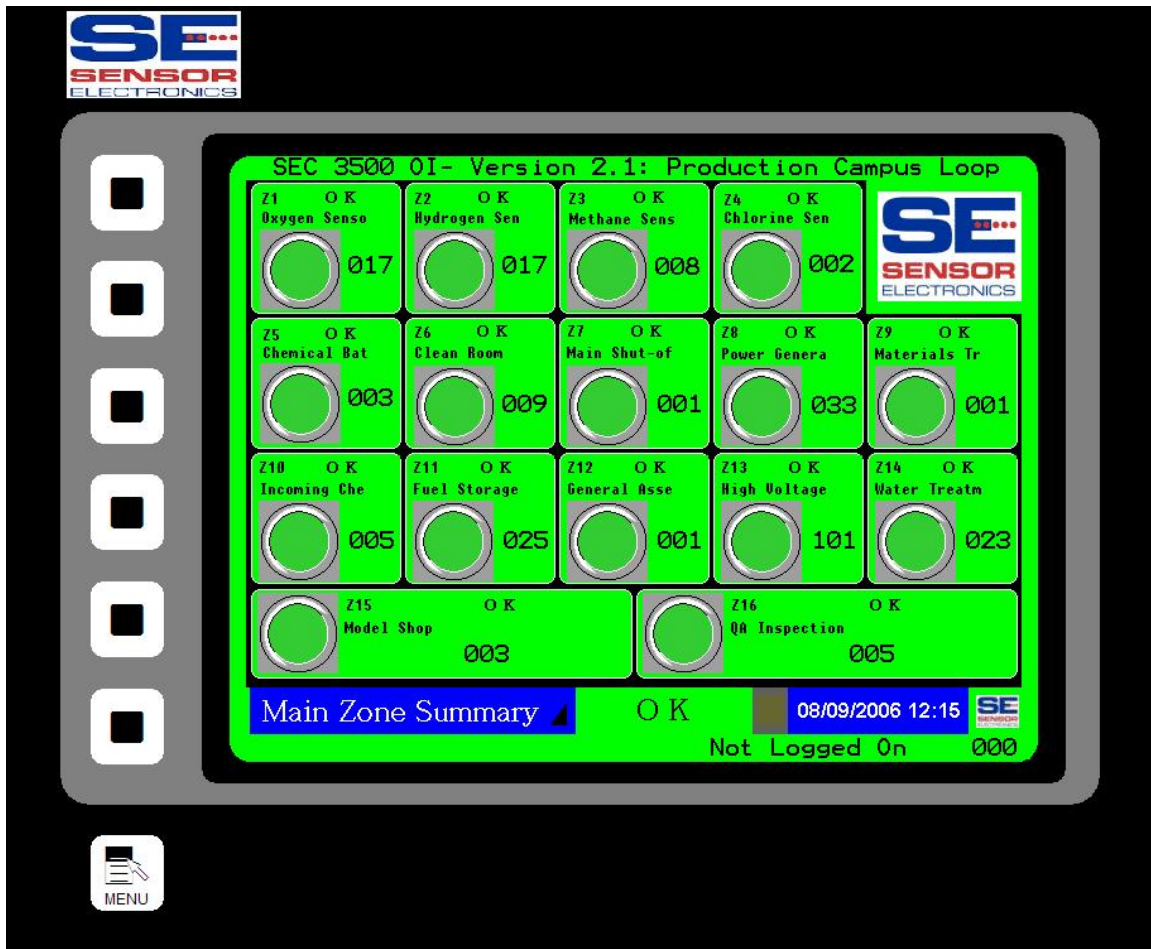 SE
SENSOR
ELECTRONICS
SEC 3500 OI- Version 2.1: Production Campus Loop
Z1 OK
Oxygen Senso
017
Z2 OK
Hydrogen Sen
017
Z3 OK
Methane Sens
008
Z4 OK
Chlorine Sen
002
SE
SENSOR
ELECTRONICS
Z5 OK
Chemical Bat
003
Z6 OK
Clean Room
009
Z7 OK
Main Shut-of
001
Z8 OK
Power Genera
033
Z9 OK
Materials Tr
001
Z10 OK
Incoming Che
005
Z11 OK
Fuel Storage
025
Z12 OK
General Asse
001
Z13 OK
High Voltage
101
Z14 OK
Water Treatm
023
Z15 OK
Model Shop
003
Z16 OK
QA Inspection
005
Main Zone Summary OK 08/09/2006 12:15 SE
SENSOR
Not Logged On 000
MENU